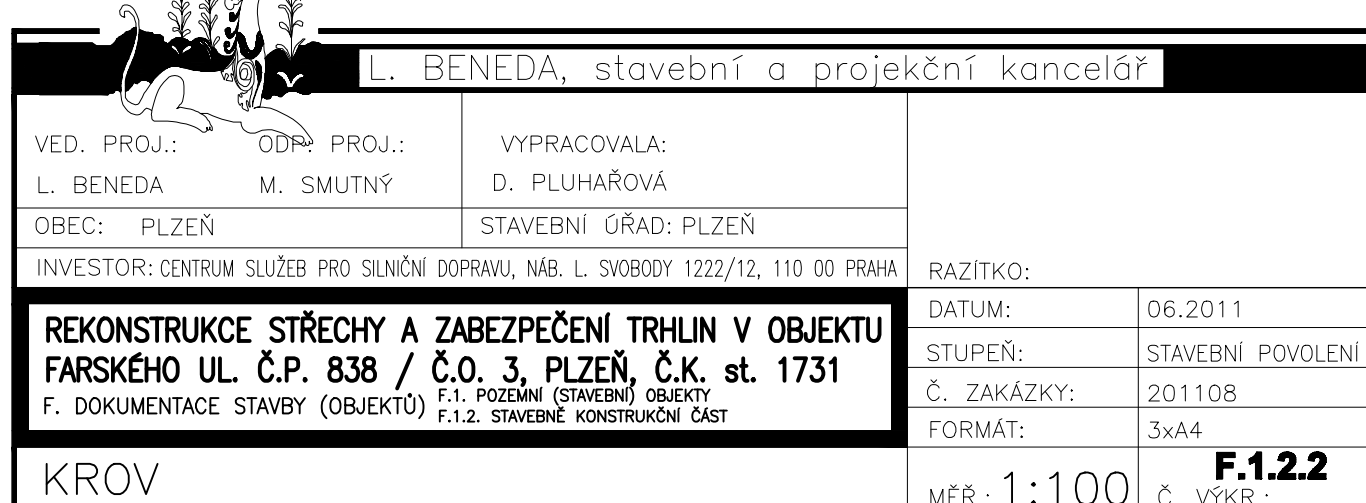 L. BENEDA, stavební a projekční kancelář
VED. PROJ.: ODP. PROJ.: VYPRACOVALA:
L. BENEDA M. SMUTNÝ D. PLUHAŘOVÁ
OBEC: PLZEŇ STAVEBNÍ ÚŘAD: PLZEŇ
INVESTOR: CENTRUM SLUŽEB PRO SILNIČNÍ DOPRAVU, NÁB. L. SVOBODY 1222/12, 110 00 PRAHA
RAZÍTKO:
REKONSTRUKCE STŘECHY A ZABEZPEČENÍ TRHLIN V OBJEKTU
FARSKÉHO UL. Č.P. 838 / Č.O. 3, PLZEŇ, Č.K. st. 1731
F. DOKUMENTACE STAVBY (OBJEKTŮ)
F.1. POZEMNÍ (STAVEBNÍ) OBJEKTY
F.1.2. STAVEBNĚ KONSTRUKČNÍ ČÁST
DATUM: 06.2011
STUPEŇ: STAVEBNÍ POVOLENÍ
Č. ZAKÁZKY: 201108
FORMÁT: 3xA4
KROV
MĚŘ.: 1:100
Č. VÝKR.: F.1.2.2